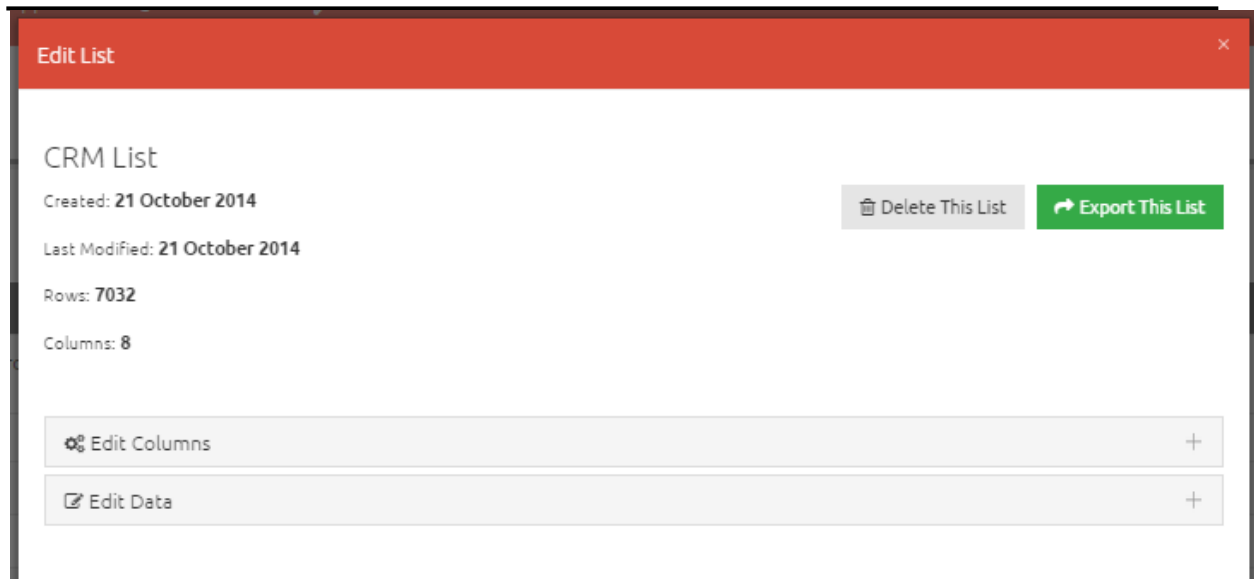 Edit List
×
CRM List
Created: 21 October 2014
Delete This List
Export This List
Last Modified: 21 October 2014
Rows: 7032
Columns: 8
Edit Columns
Edit Data